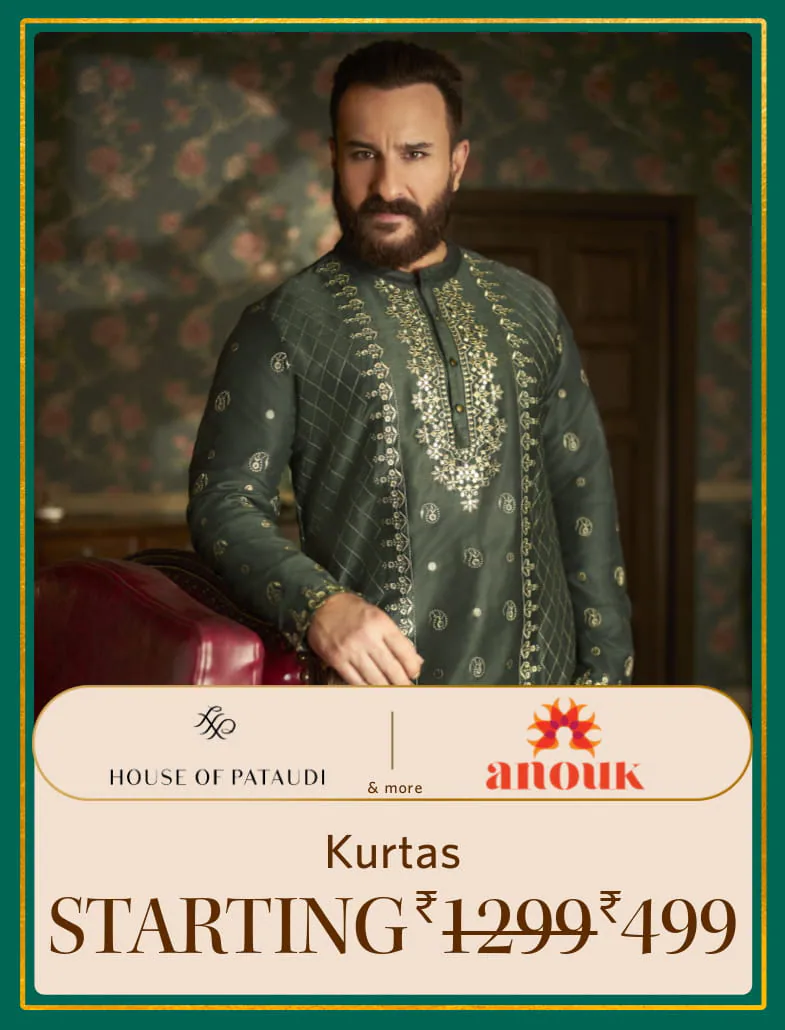 HOUSE OF PATAUDI
& more
anouk
Kurtas
STARTING ₹1299 ₹499